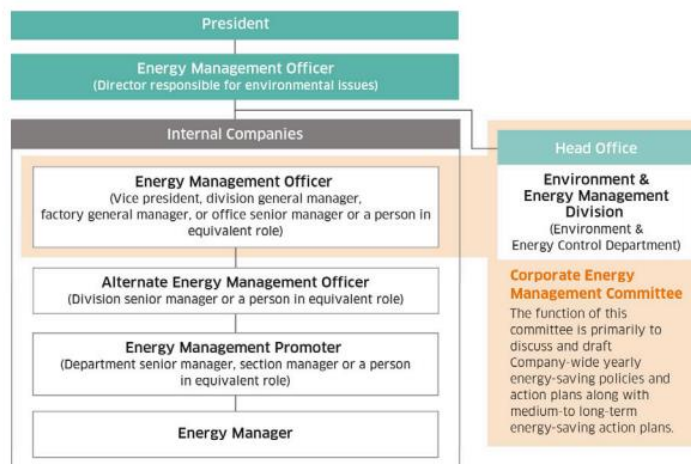 President
Energy Management Officer
(Director responsible for environmental issues)
Internal Companies
Energy Management Officer
(Vice president, division general manager,
factory general manager, or office senior manager or a person in
equivalent role)
Alternate Energy Management Officer
(Division senior manager or a person in equivalent role)
Energy Management Promoter
(Department senior manager, section manager or a person
in equivalent role)
Energy Manager
Head Office
Environment &
Energy Management
Division
(Environment &
Energy Control Department)
Corporate Energy
Management Committee
The function of this
committee is primarily to
discuss and draft
Company-wide yearly
energy-saving policies and
action plans along with
medium-to long-term
energy-saving action plans.